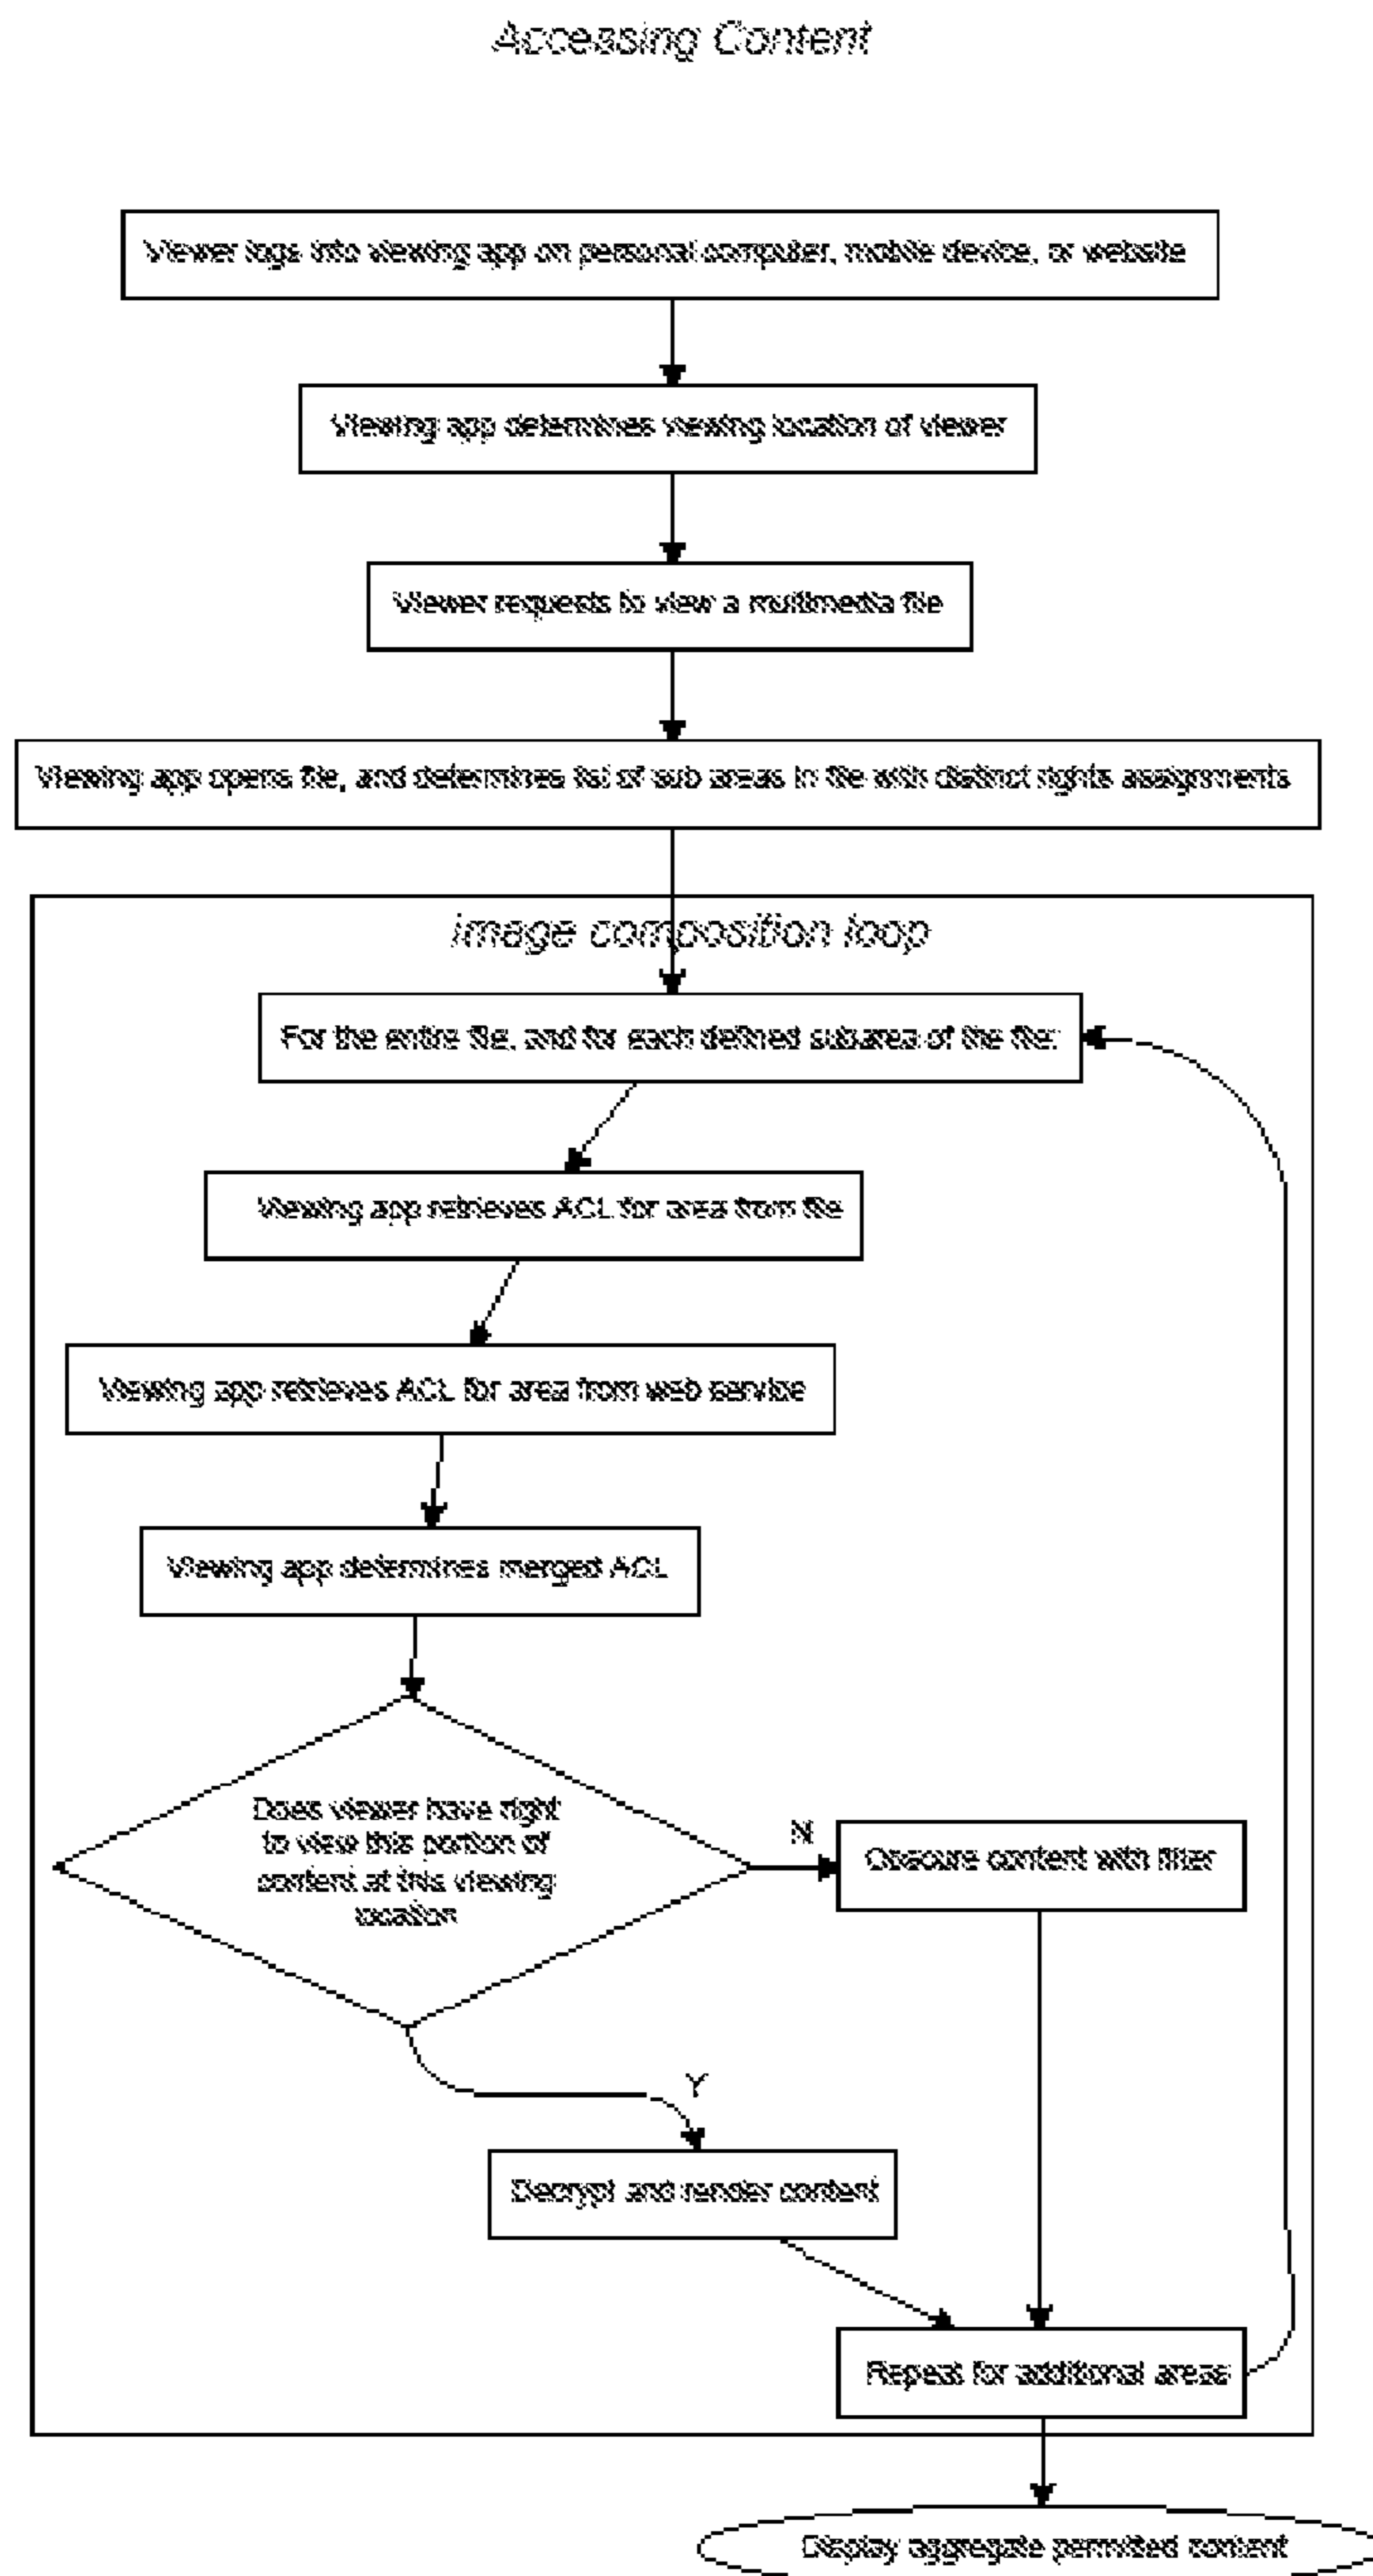 Accessing Content
Viewer logs into viewing app on personal computer, mobile device, or website
Viewing app determines viewing location of viewer
Viewer requests to view a multimedia file
Viewing app opens file, and determines list of sub areas in file with distinct rights assignments
Image composition loop
For the entire file, and for each defined subarea of the file:
Viewing app retrieves ACL for area from file
Viewing app retrieves ACL for area from web service
Viewing app determines merged ACL
Does viewer have right
to view this portion of
content at this viewing
location
N
Obscure content with filter
Y
Decrypt and render content
Repeat for additional areas
Display aggregate permitted content